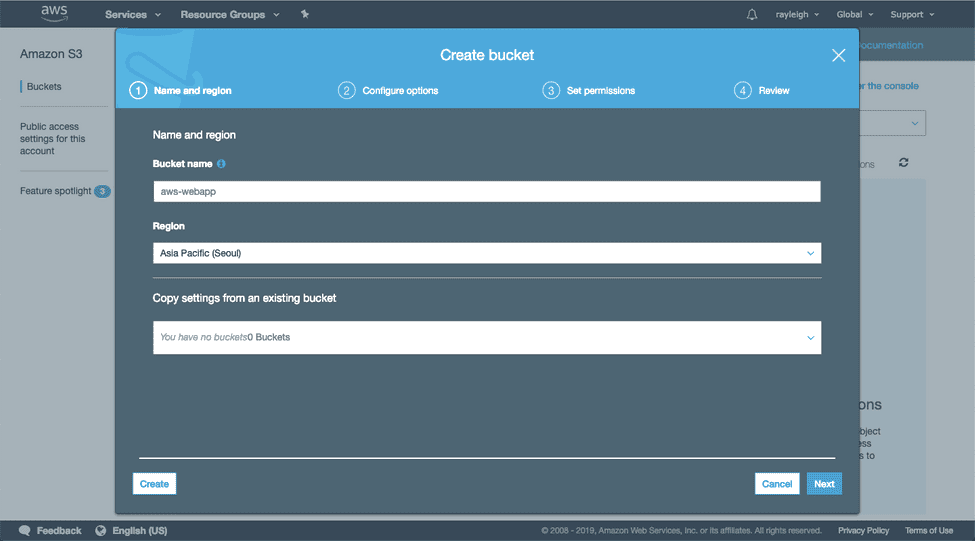 aws Services Resource Groups rayleigh Global Support
Amazon S3
Buckets
Public access
settings for this
account
Feature spotlight 3
Create bucket
1 Name and region 2 Configure options 3 Set permissions 4 Review
Name and region
Bucket name
aws-webapp
Region
Asia Pacific (Seoul)
Copy settings from an existing bucket
You have no buckets0 Buckets
Create Cancel Next
ocumentation
the console
ons
ons
bject
ess
s to
Feedback English (US) © 2008 - 2019, Amazon Web Services, Inc. or its affiliates. All rights reserved. Privacy Policy Terms of Use